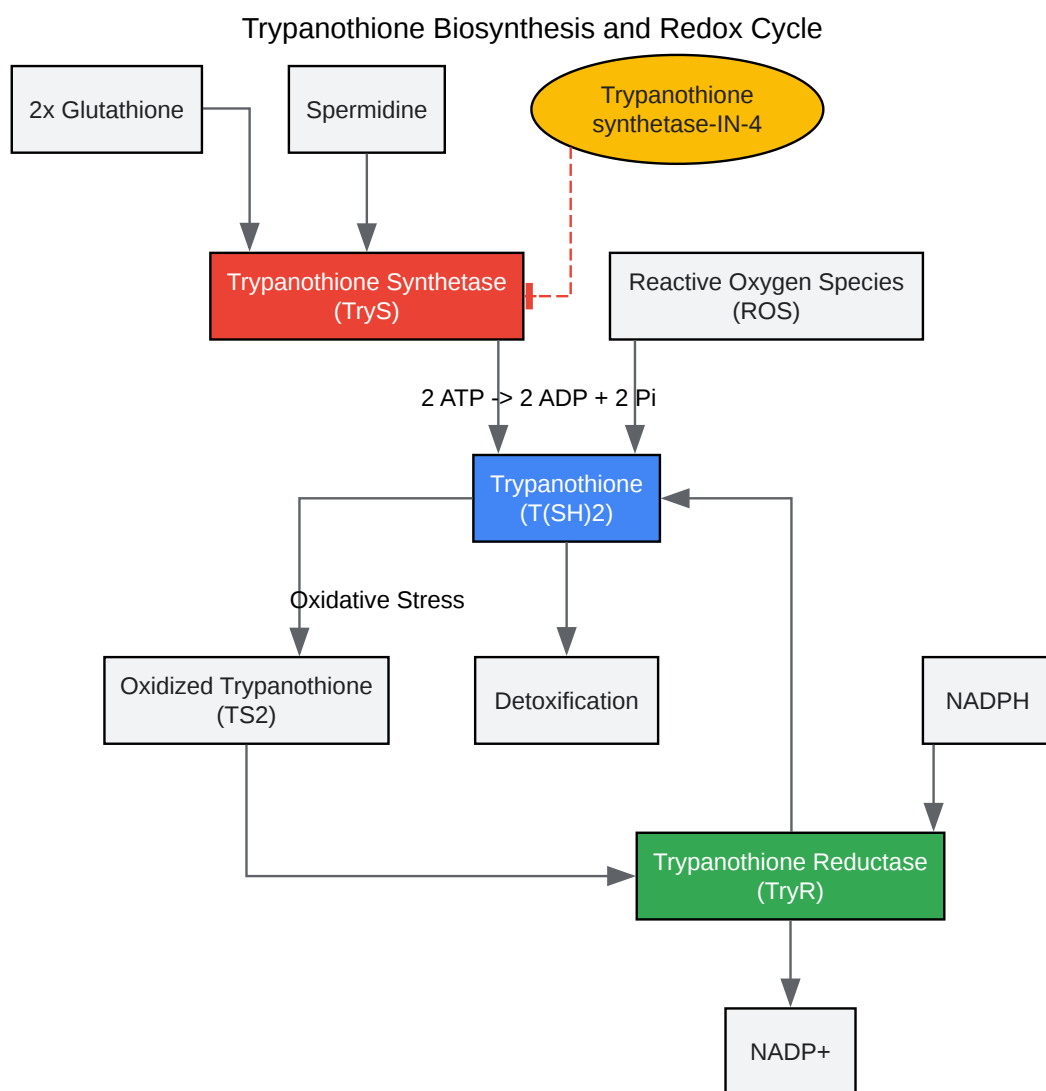 Trypanothione Biosynthesis and Redox Cycle
2x Glutathione
Spermidine
Trypanothione
synthetase-IN-4
Trypanothione Synthetase
(TryS)
Reactive Oxygen Species
(ROS)
2 ATP -> 2 ADP + 2 Pi
Trypanothione
(T(SH)2)
Oxidative Stress
Oxidized Trypanothione
(TS2)
Detoxification
NADPH
Trypanothione Reductase
(TryR)
NADP+